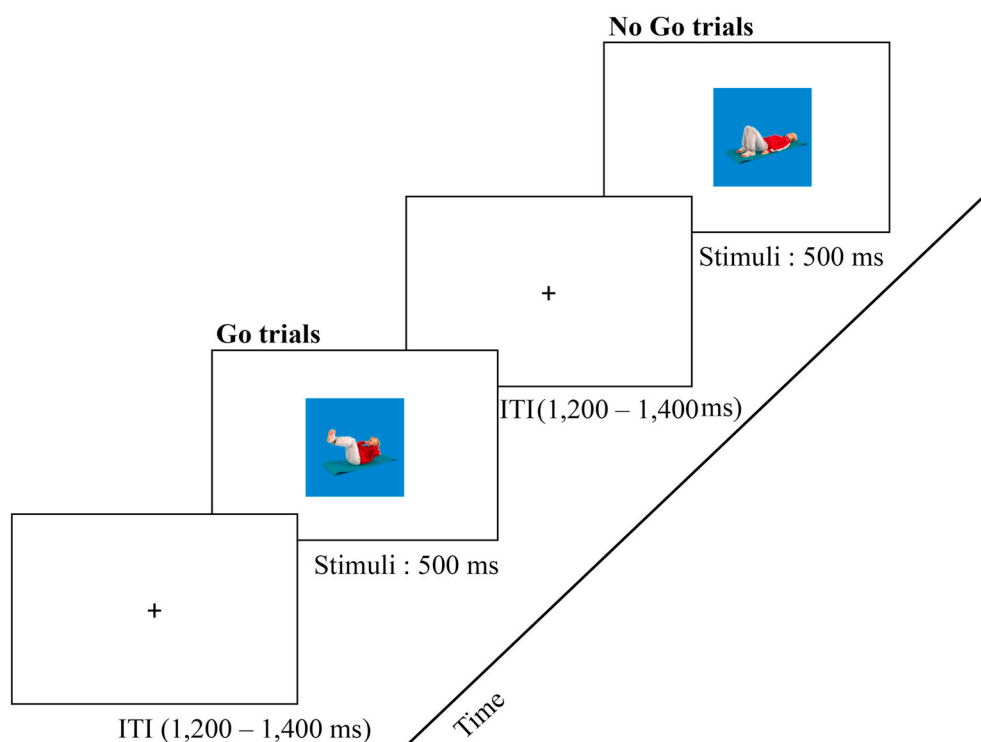 No Go trials
Stimuli : 500 ms
+
Go trials
ITI(1,200 – 1,400ms)
Stimuli : 500 ms
+
Time
ITI (1,200 – 1,400 ms)